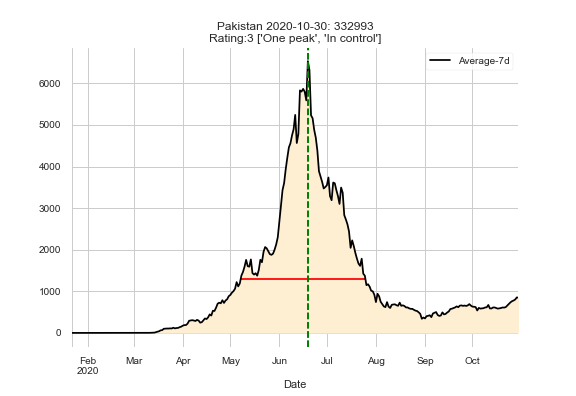 Pakistan 2020-10-30: 332993
Rating:3 ['One peak', 'In control']
Average-7d
6000
5000
4000
3000
2000
1000
0
Feb Mar Apr May Jun Jul Aug Sep Oct
2020
Date